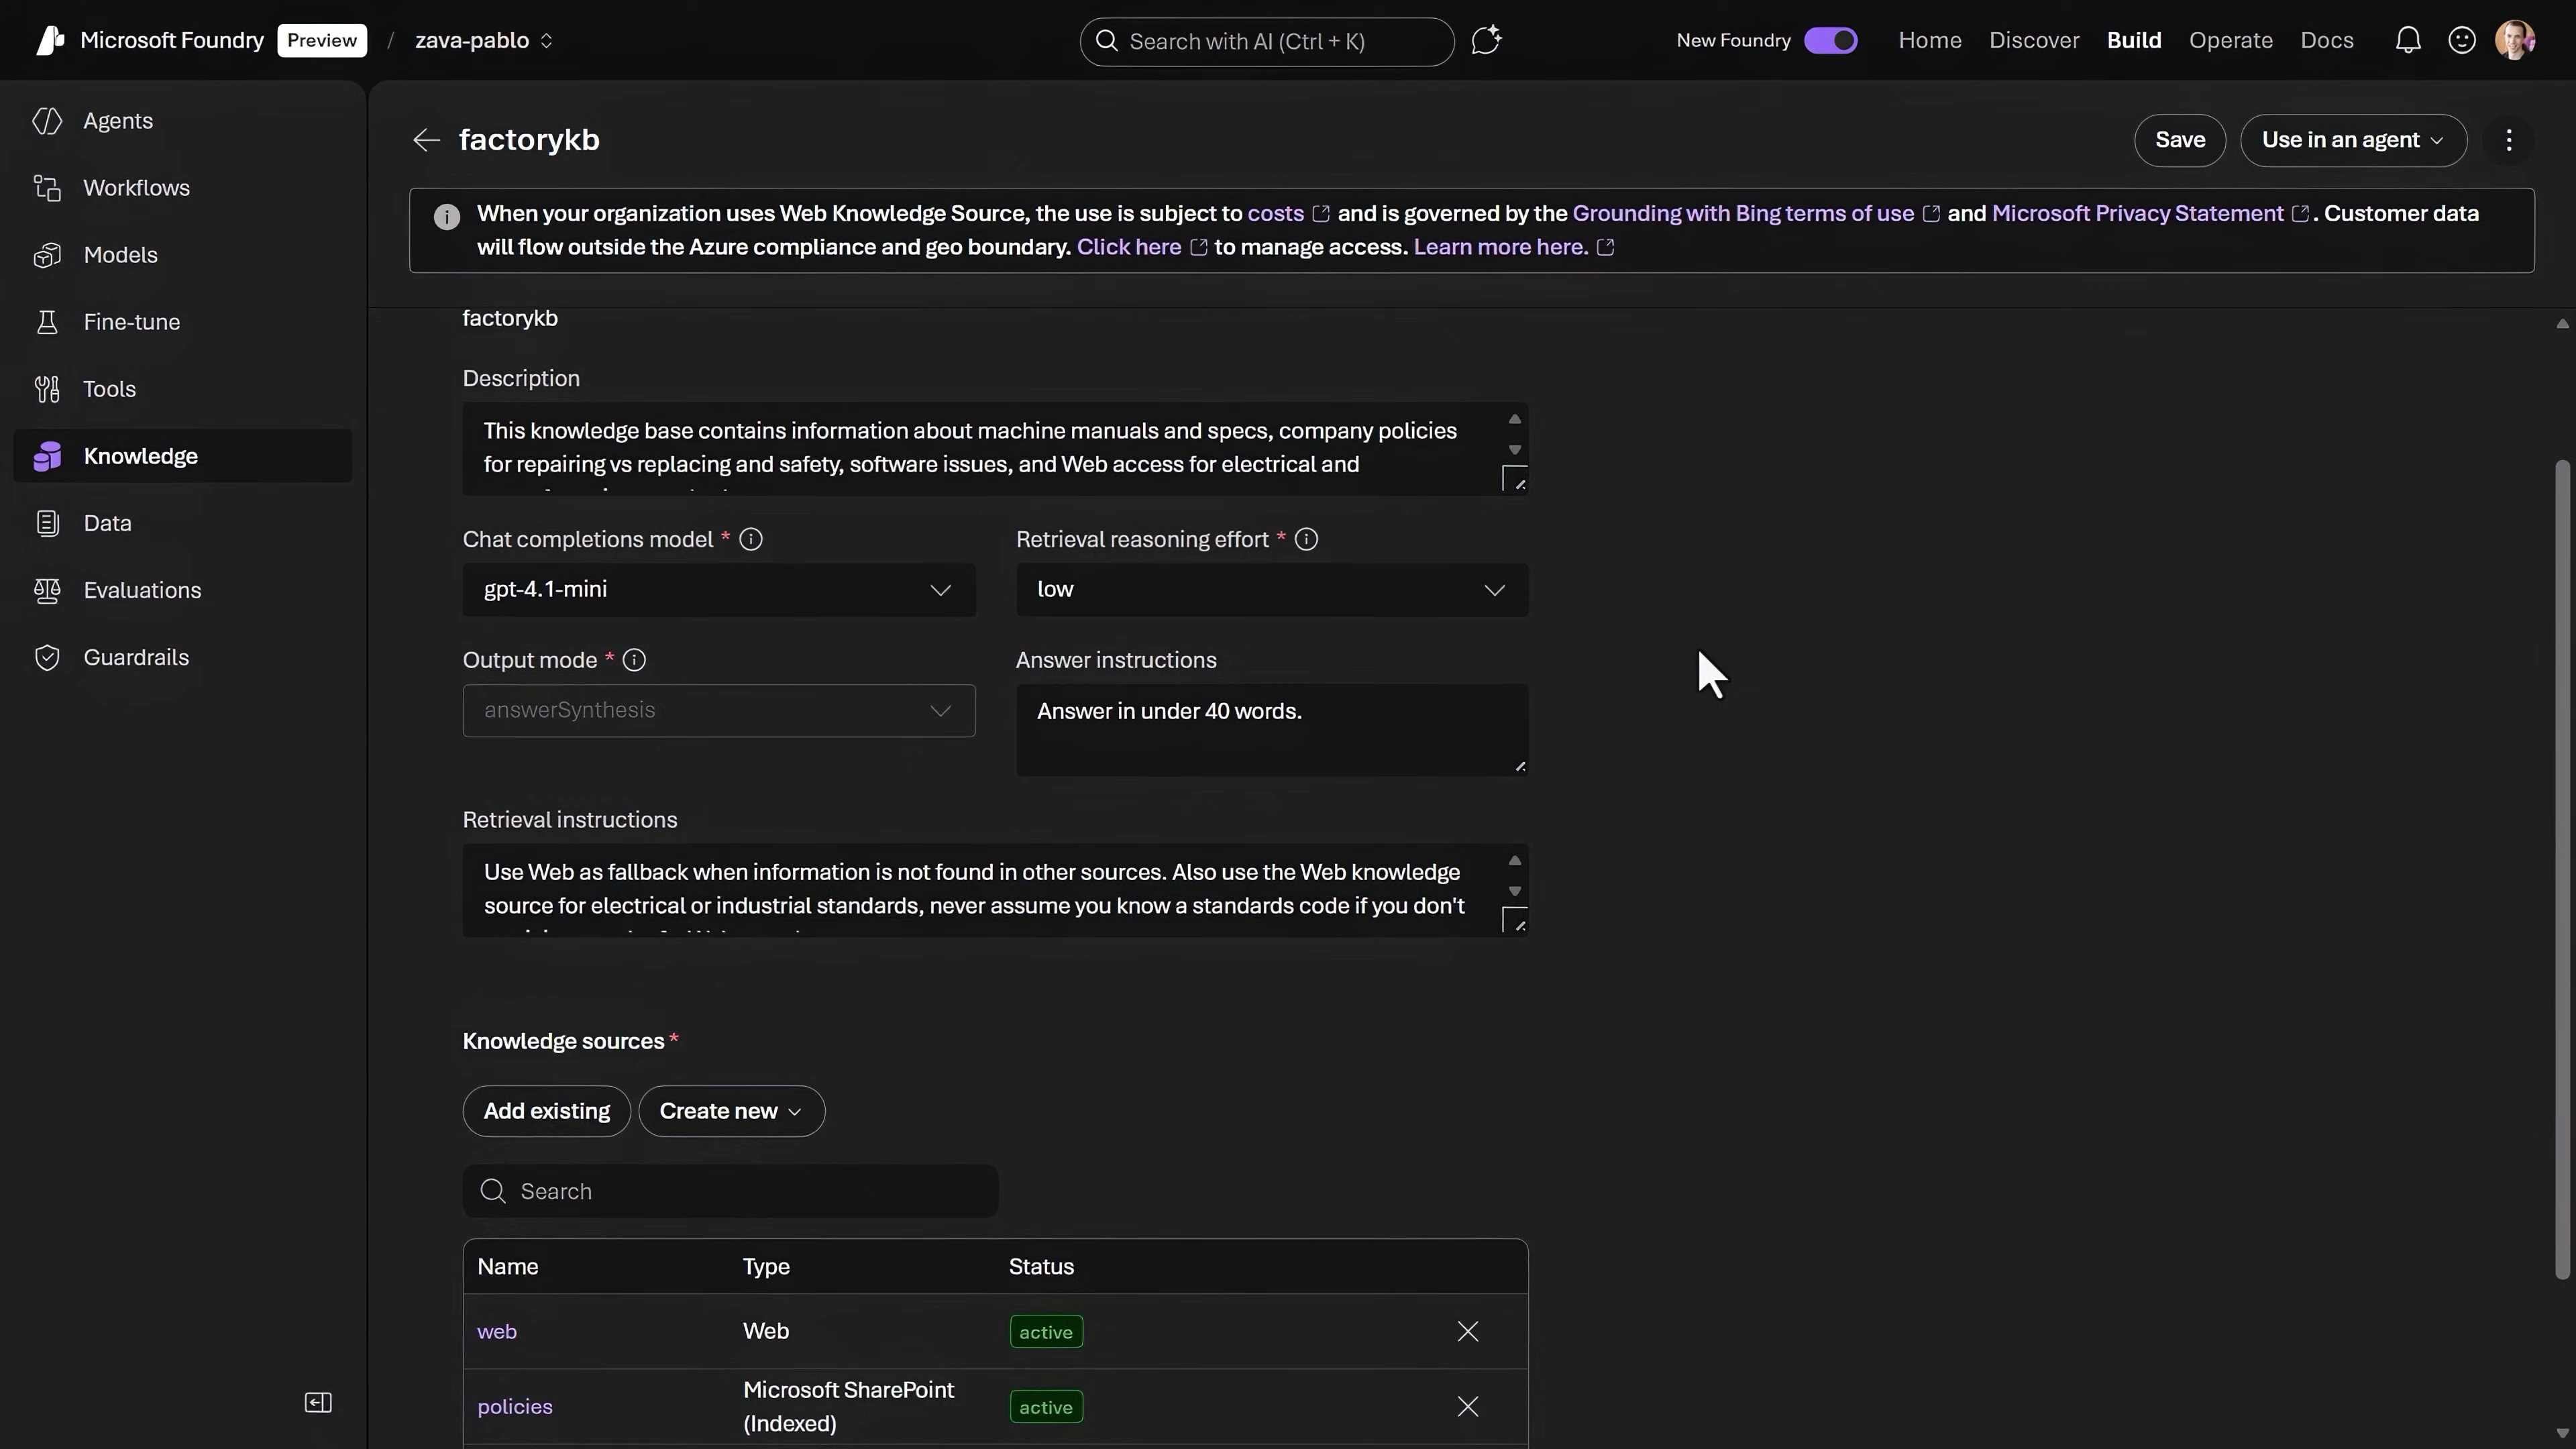 Microsoft Foundry Preview / zava-pablo
Search with AI (Ctrl + K)
New Foundry Home Discover Build Operate Docs
Agents
Workflows
Models
Fine-tune
Tools
Knowledge
Data
Evaluations
Guardrails
factorykb
Save Use in an agent
When your organization uses Web Knowledge Source, the use is subject to costs and is governed by the Grounding with Bing terms of use and Microsoft Privacy Statement . Customer data
will flow outside the Azure compliance and geo boundary. Click here to manage access. Learn more here.
factorykb
Description
This knowledge base contains information about machine manuals and specs, company policies
for repairing vs replacing and safety, software issues, and Web access for electrical and
Chat completions model * Retrieval reasoning effort *
gpt-4.1-mini low
Output mode * Answer instructions
answerSynthesis Answer in under 40 words.
Retrieval instructions
Use Web as fallback when information is not found in other sources. Also use the Web knowledge
source for electrical or industrial standards, never assume you know a standards code if you don't
Knowledge sources *
Add existing Create new
Search
Name Type Status
web Web active
policies Microsoft SharePoint (Indexed) active